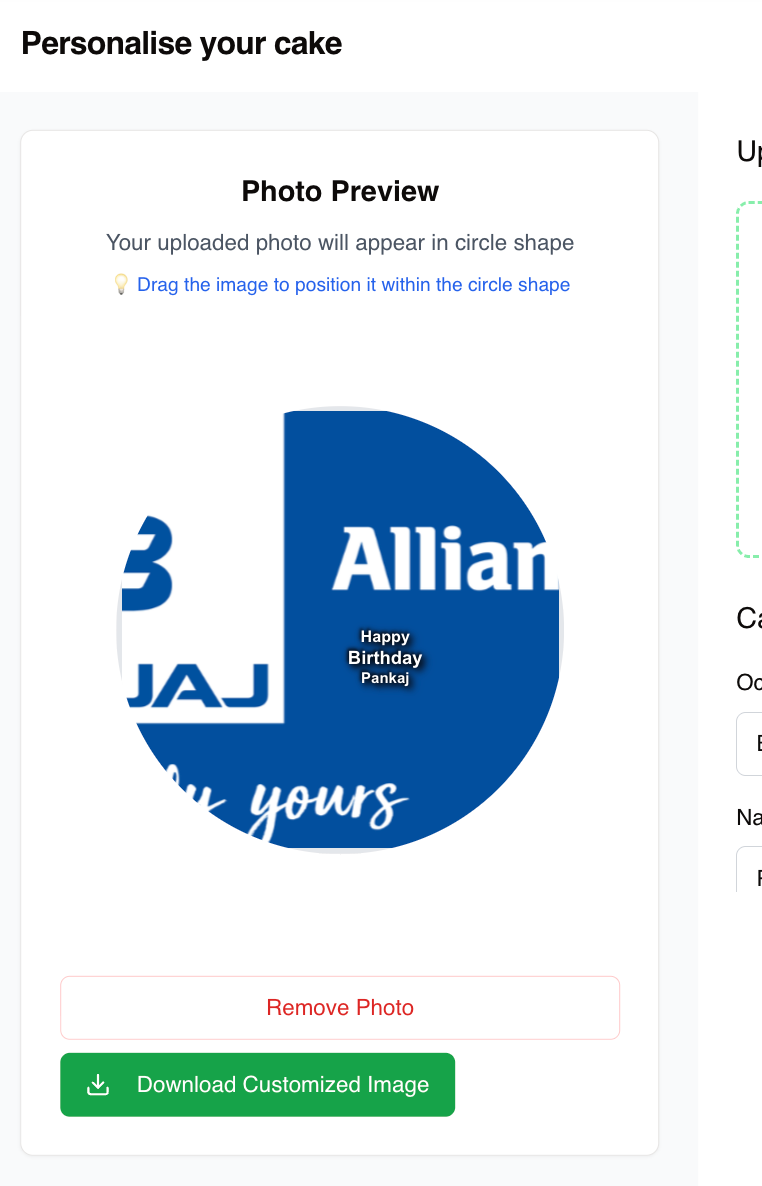 Personalise your cake
Photo Preview
Your uploaded photo will appear in circle shape
💡 Drag the image to position it within the circle shape
Allian
Happy
Birthday
Pankaj
JAJ
yours
Remove Photo
Download Customized Image
Up
Ca
Na